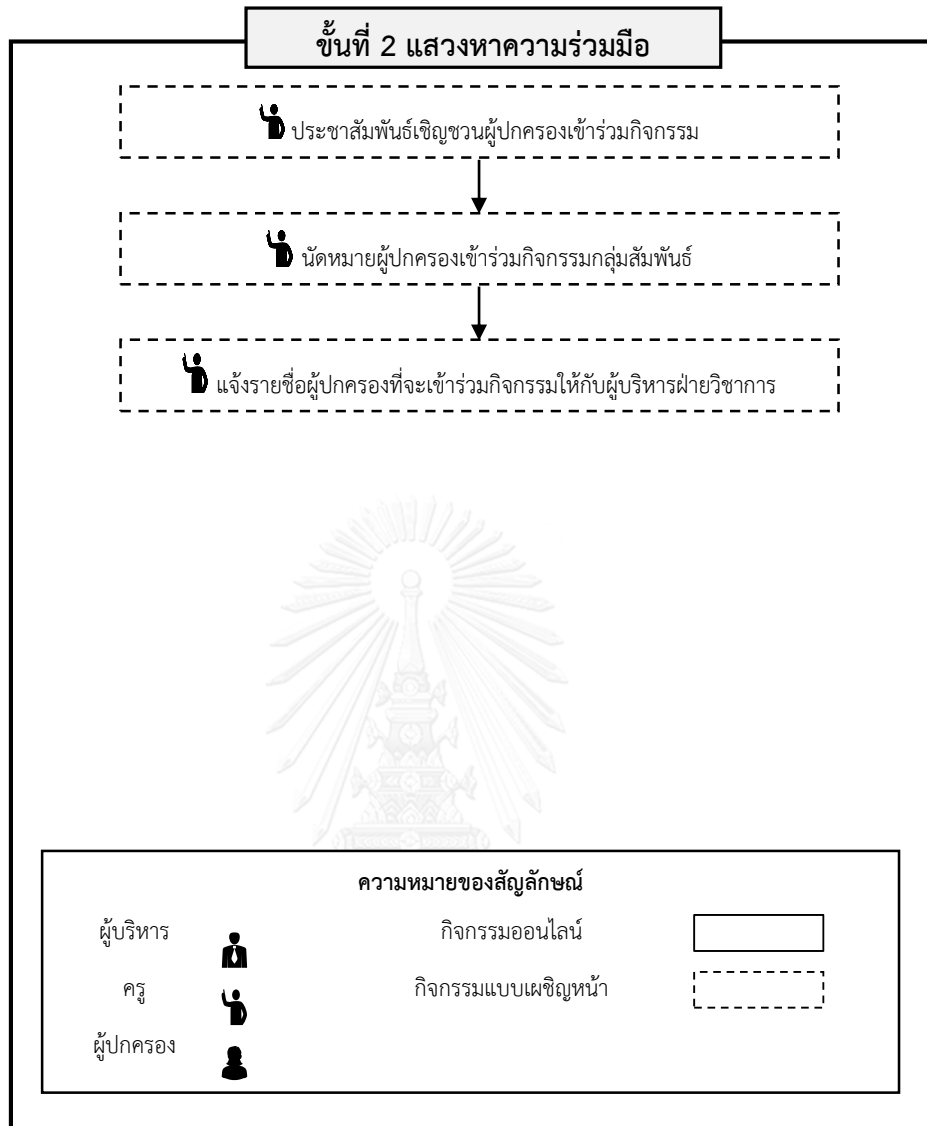 ขั้นที่ 2 แสวงหาความร่วมมือ
ประชาสัมพันธ์เชิญชวนผู้ปกครองเข้าร่วมกิจกรรม
นัดหมายผู้ปกครองเข้าร่วมกิจกรรมกลุ่มสัมพันธ์
แจ้งรายชื่อผู้ปกครองที่จะเข้าร่วมกิจกรรมให้กับผู้บริหารฝ่ายวิชาการ
ความหมายของสัญลักษณ์
ผู้บริหาร กิจกรรมออนไลน์
ครู กิจกรรมแบบเผชิญหน้า
ผู้ปกครอง